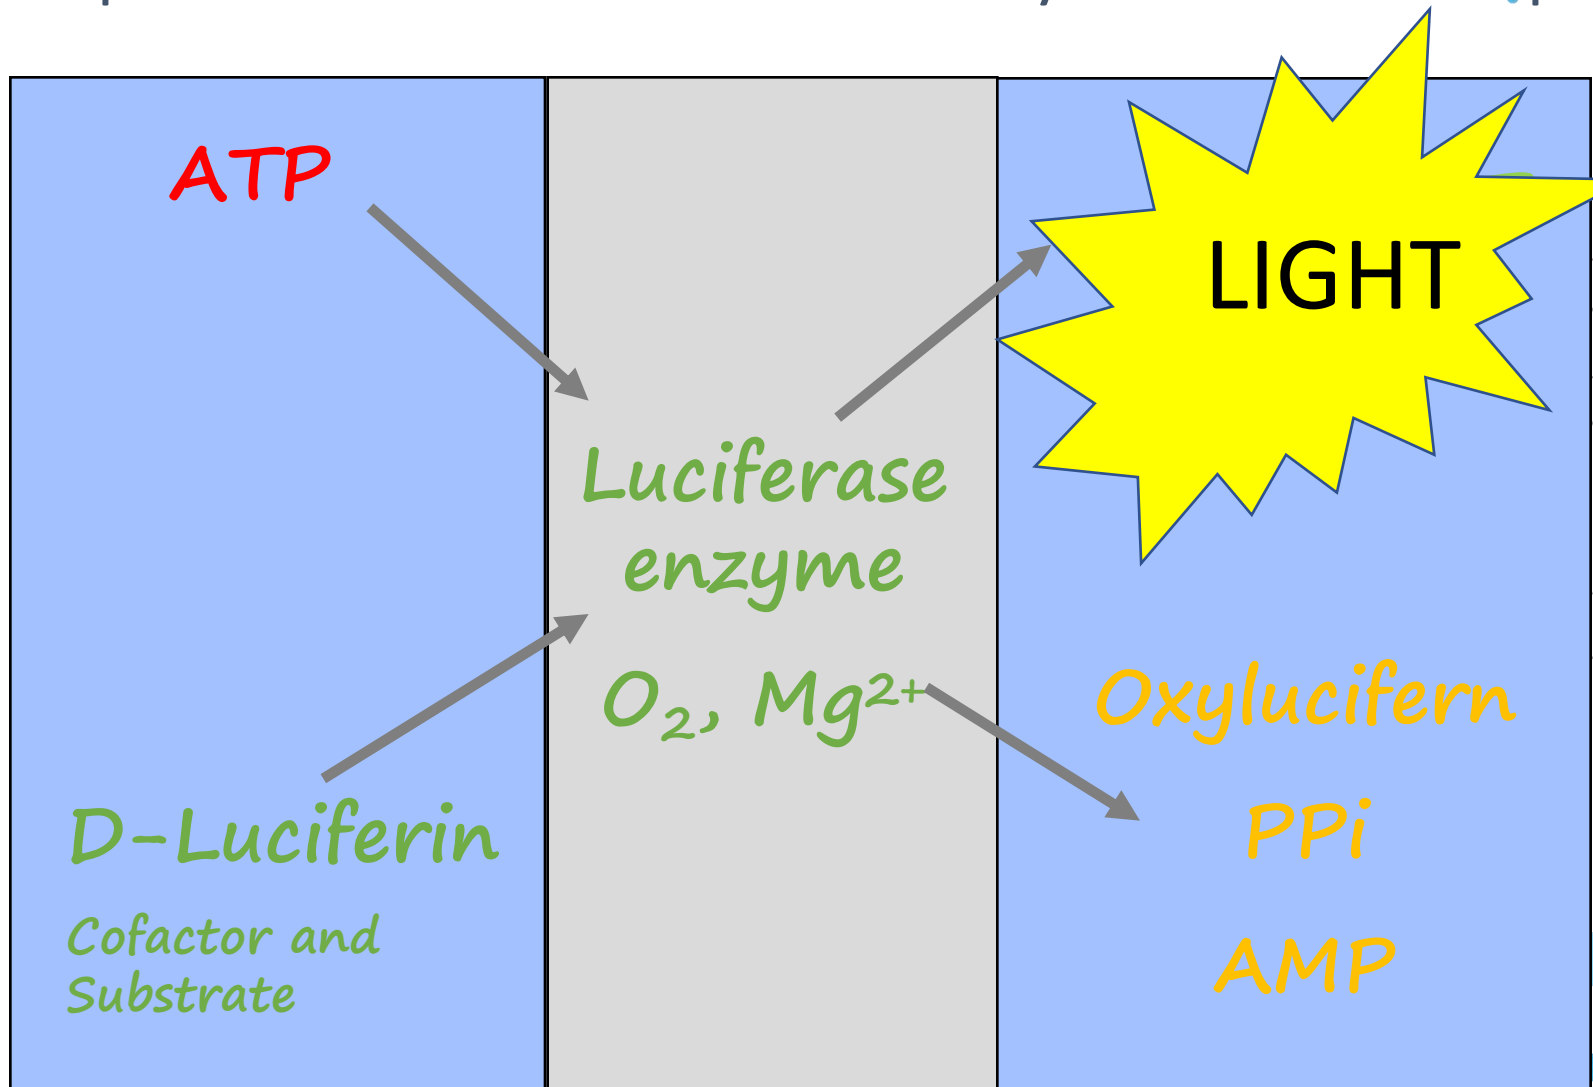 ATP
LIGHT
Luciferase
enzyme
O₂, Mg²⁺
D-Luciferin
Cofactor and
Substrate
Oxylucifern
PPi
AMP